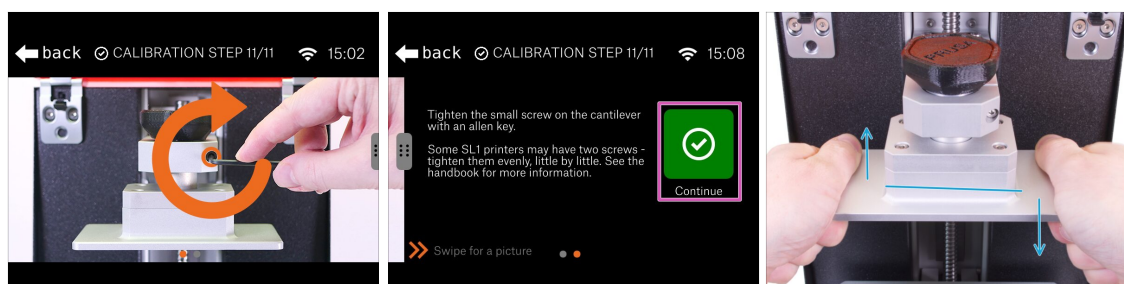 back
CALIBRATION STEP 11/11
15:02
back
CALIBRATION STEP 11/11
15:08
Tighten the small screw on the cantilever
with an allen key.
Some SL1 printers may have two screws -
tighten them evenly, little by little. See the
handbook for more information.
Continue
Swipe for a picture
PRUSA